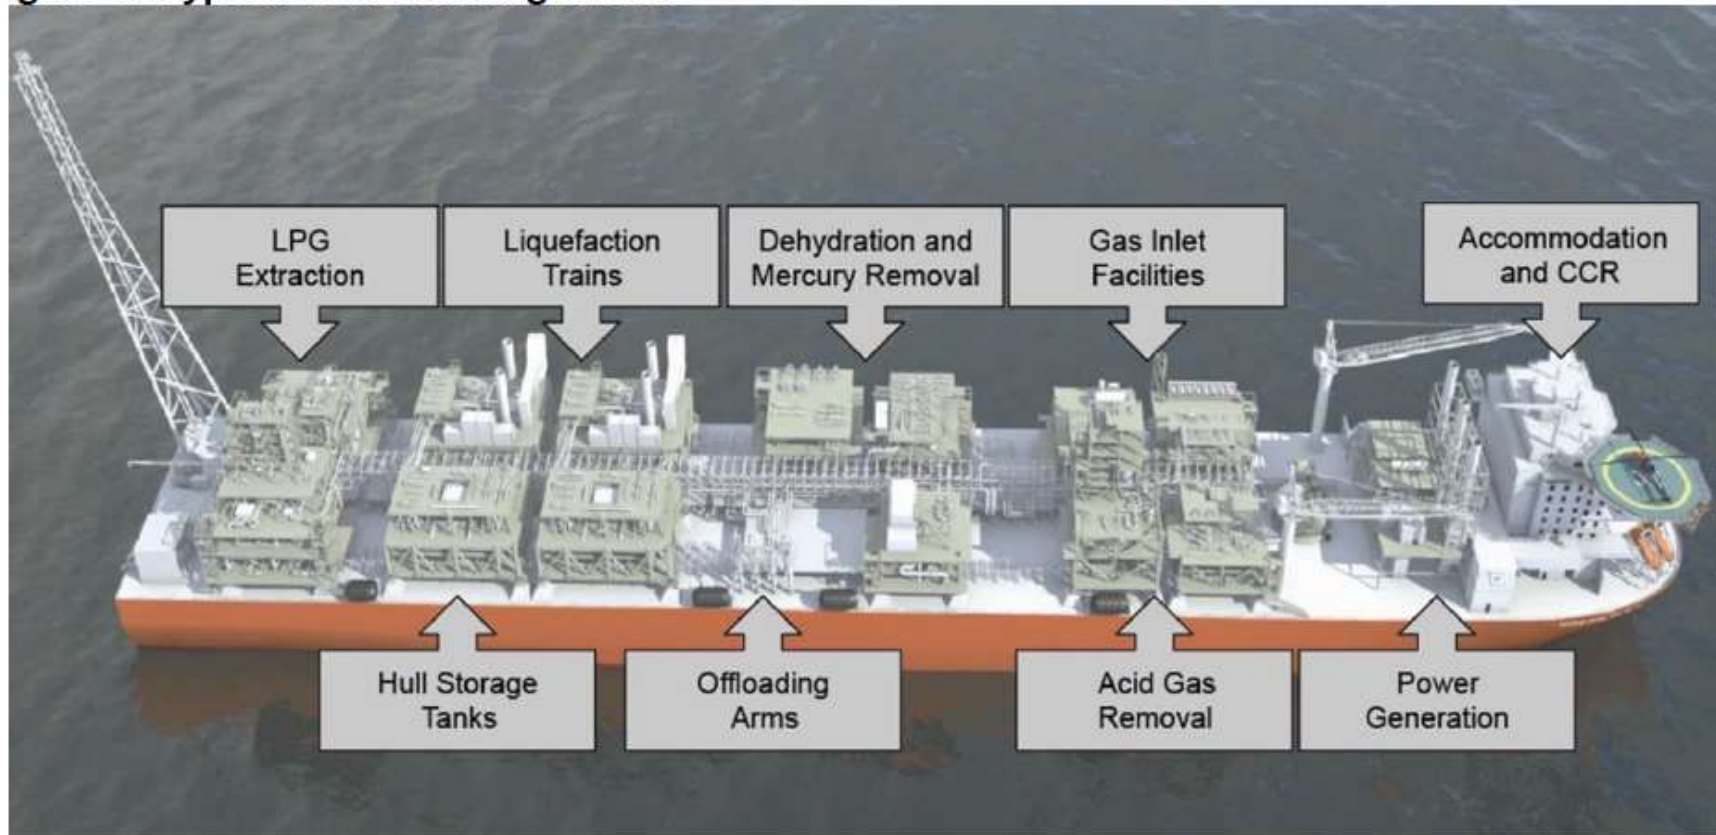 LPG
Extraction
Liquefaction
Trains
Dehydration and
Mercury Removal
Gas Inlet
Facilities
Accommodation
and CCR
Hull Storage
Tanks
Offloading
Arms
Acid Gas
Removal
Power
Generation